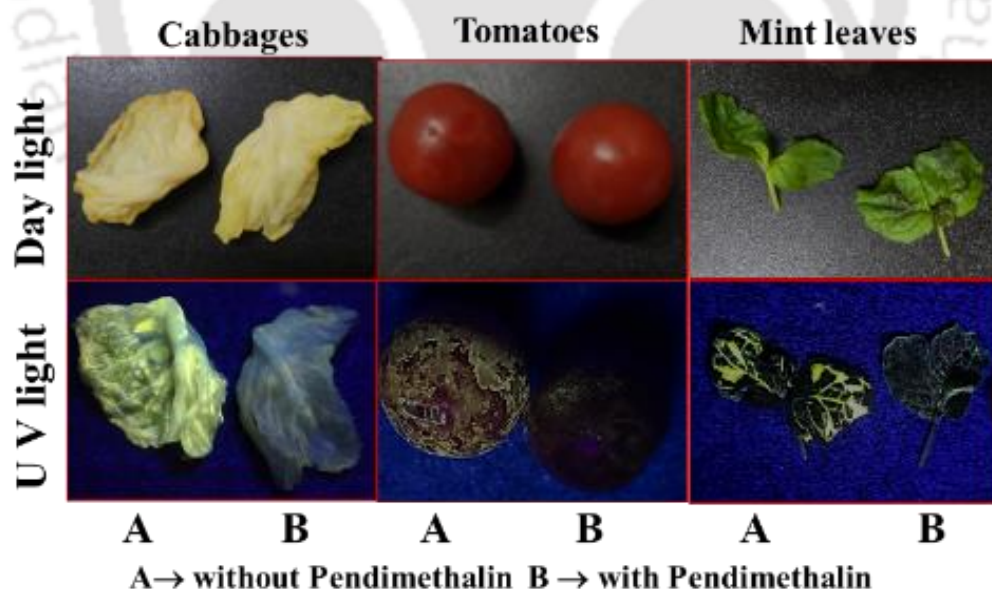 Cabbages Tomatoes Mint leaves
Day light
U V light
A B A B A B
A→ without Pendimethalin B → with Pendimethalin